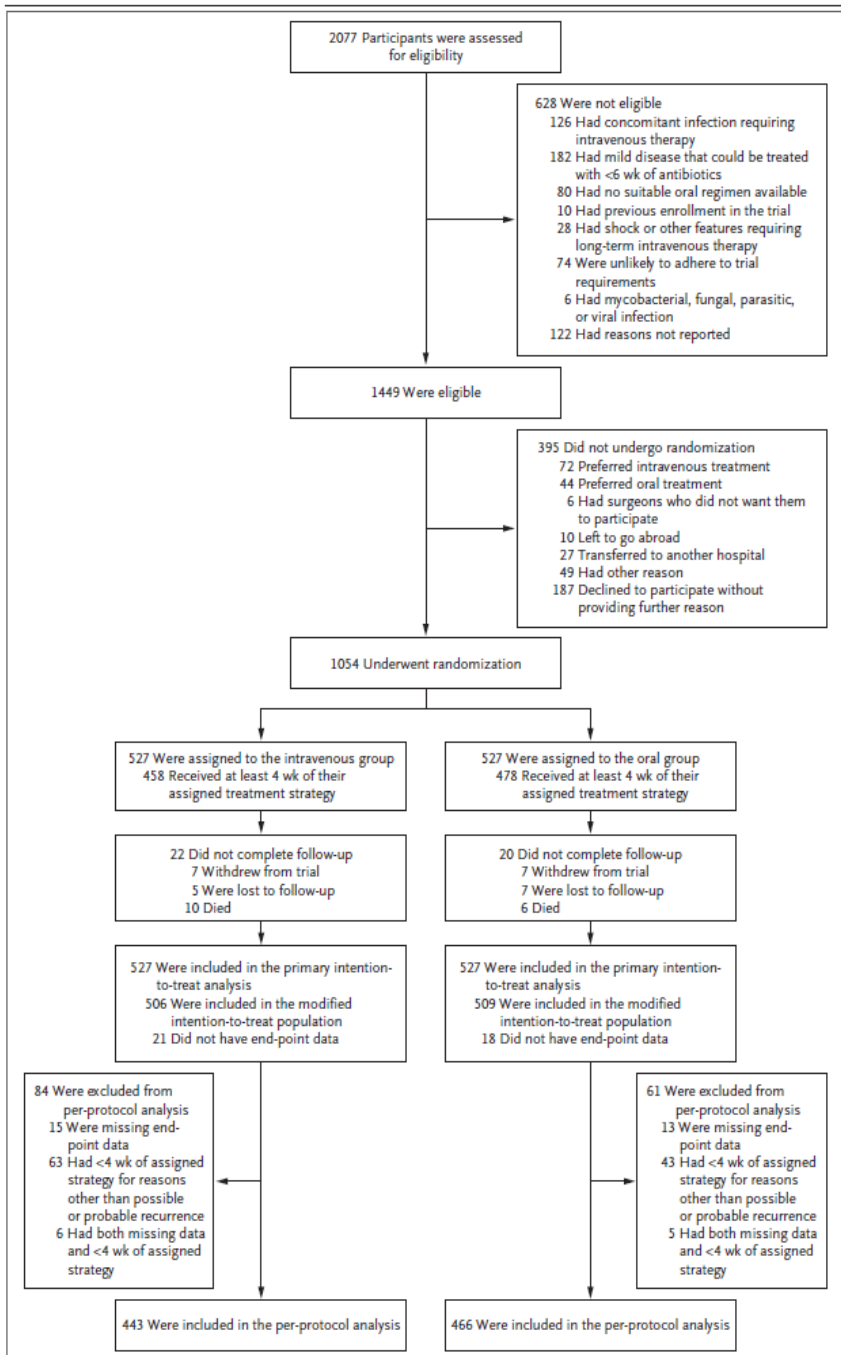 2077 Participants were assessed
for eligibility
628 Were not eligible
126 Had concomitant infection requiring
intravenous therapy
182 Had mild disease that could be treated
with <6 wk of antibiotics
80 Had no suitable oral regimen available
10 Had previous enrollment in the trial
28 Had shock or other features requiring
long-term intravenous therapy
74 Were unlikely to adhere to trial
requirements
6 Had mycobacterial, fungal, parasitic,
or viral infection
122 Had reasons not reported
1449 Were eligible
395 Did not undergo randomization
72 Preferred intravenous treatment
44 Preferred oral treatment
6 Had surgeons who did not want them
to participate
10 Left to go abroad
27 Transferred to another hospital
49 Had other reason
187 Declined to participate without
providing further reason
1054 Underwent randomization
527 Were assigned to the intravenous group
458 Received at least 4 wk of their
assigned treatment strategy
527 Were assigned to the oral group
478 Received at least 4 wk of their
assigned treatment strategy
22 Did not complete follow-up
7 Withdrew from trial
5 Were lost to follow-up
10 Died
20 Did not complete follow-up
7 Withdrew from trial
7 Were lost to follow-up
6 Died
527 Were included in the primary intention-
to-treat analysis
506 Were included in the modified
intention-to-treat population
21 Did not have end-point data
527 Were included in the primary intention-
to-treat analysis
509 Were included in the modified
intention-to-treat population
18 Did not have end-point data
84 Were excluded from
per-protocol analysis
15 Were missing end-
point data
63 Had <4 wk of assigned
strategy for reasons
other than possible
or probable recurrence
6 Had both missing data
and <4 wk of assigned
strategy
61 Were excluded from
per-protocol analysis
13 Were missing end-
point data
43 Had <4 wk of assigned
strategy for reasons
other than possible
or probable recurrence
5 Had both missing data
and <4 wk of assigned
strategy
443 Were included in the per-protocol analysis
466 Were included in the per-protocol analysis